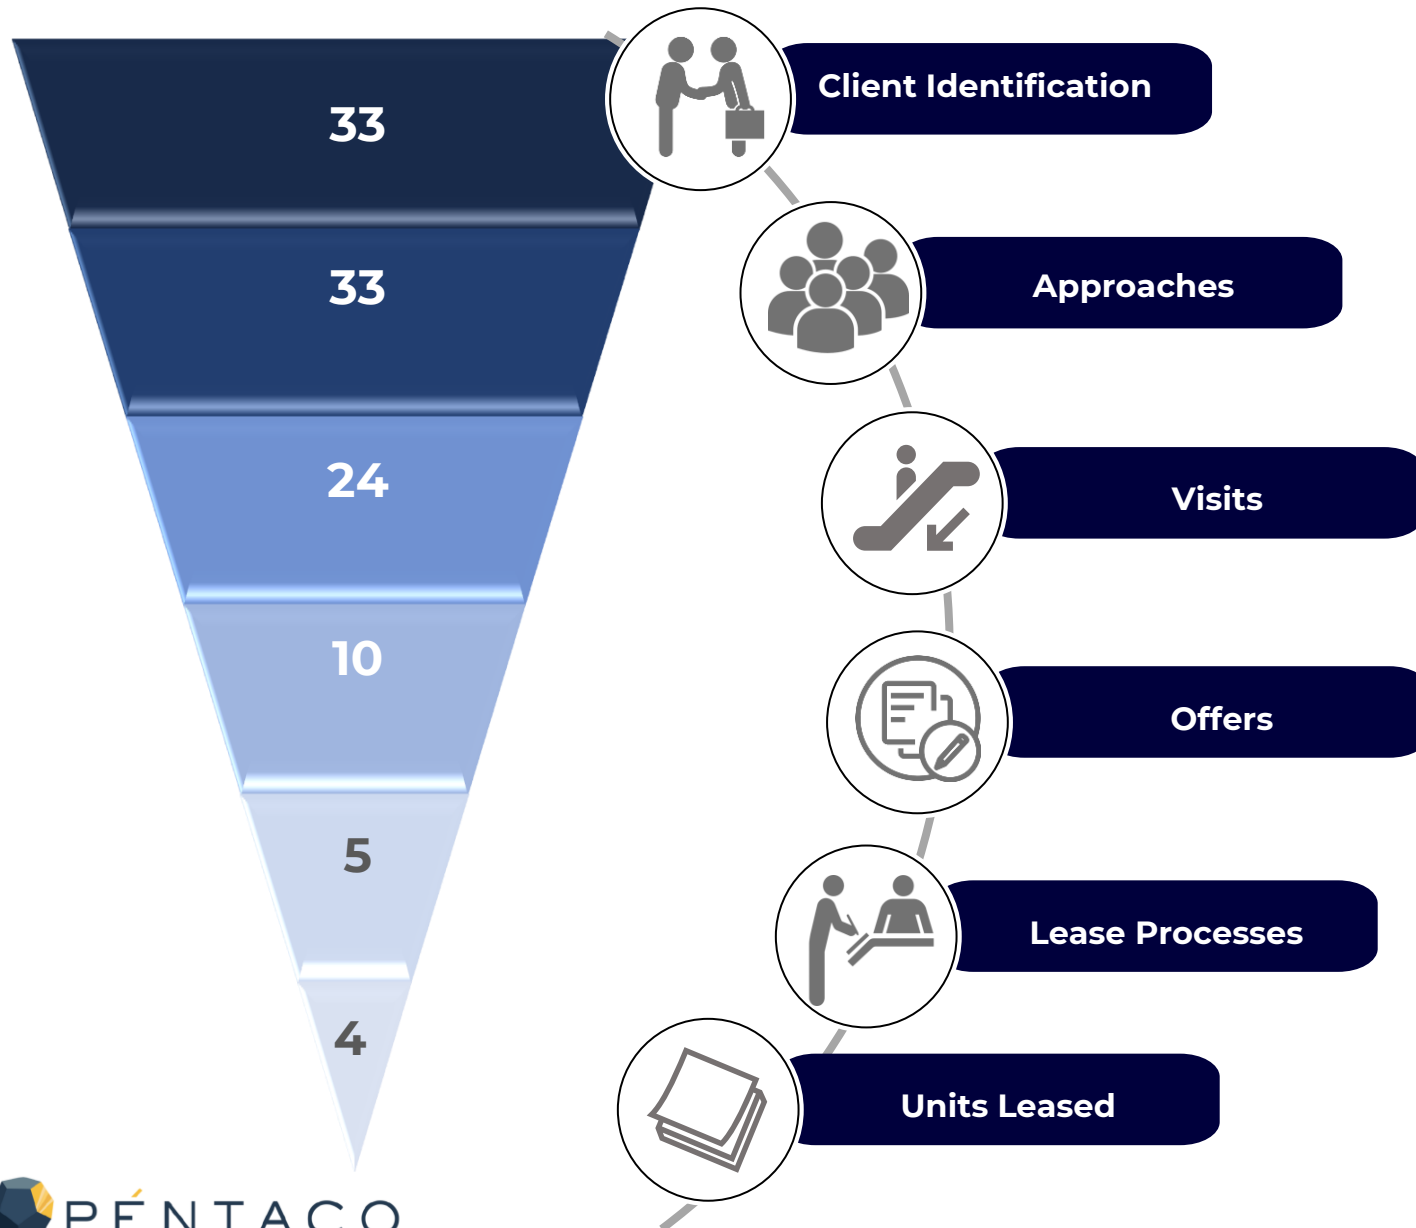 33
Client Identification
33
Approaches
24
Visits
10
Offers
5
Lease Processes
4
Units Leased
PÉNTACO